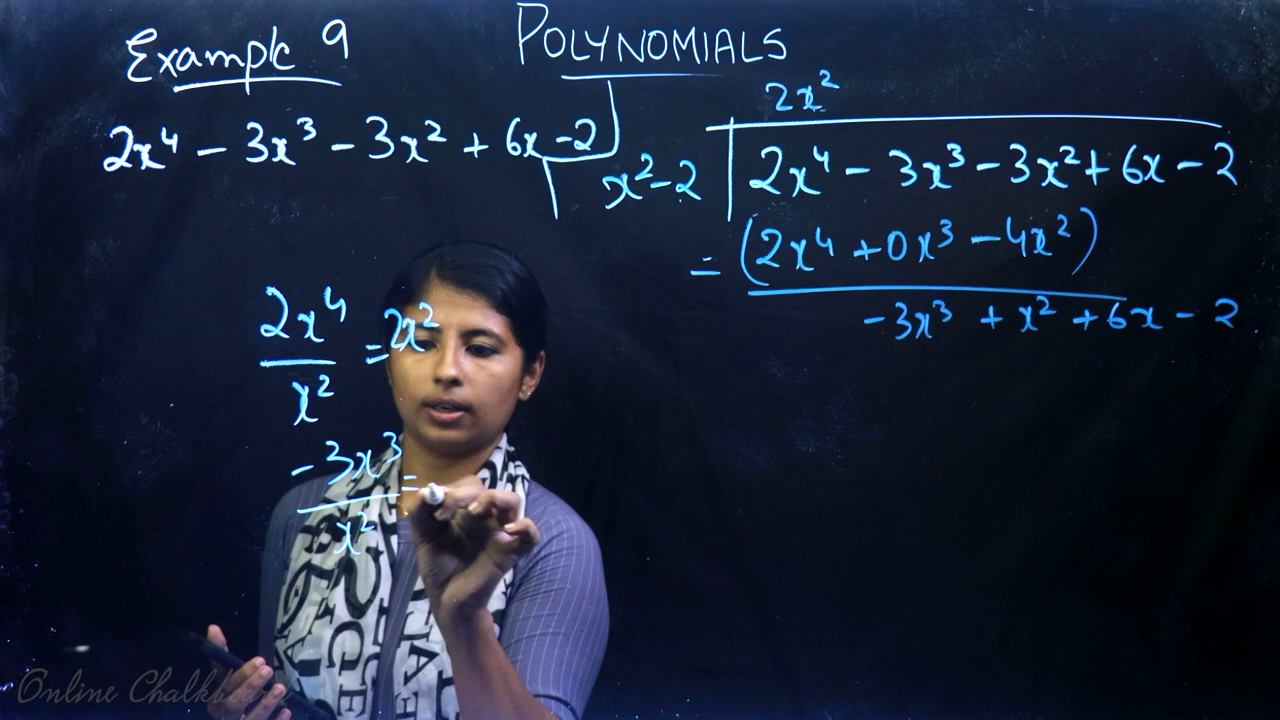 Example 9
POLYNOMIALS
2x⁴ - 3x³ - 3x² + 6x - 2
2x²
x² - 2 | 2x⁴ - 3x³ - 3x² + 6x - 2
= (2x⁴ + 0x³ - 4x²)
-3x³ + x² + 6x - 2
2x⁴/x² = 2x²
-3x³/x² =
Online Chalkboard